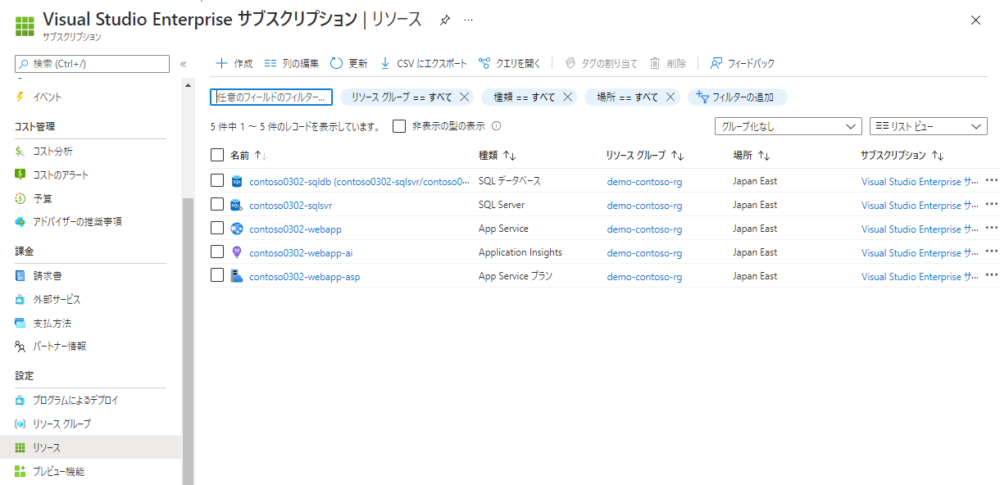 Visual Studio Enterprise サブスクリプション | リソース
サブスクリプション
検索 (Ctrl+/)
イベント
コスト管理
コスト分析
コストのアラート
予算
アドバイザーの推奨事項
課金
請求書
外部サービス
支払方法
パートナー情報
設定
プログラムによるデプロイ
リソース グループ
リソース
プレビュー機能
作成 列の編集 更新 CSV にエクスポート クエリを開く タグの割り当て 削除 フィードバック
任意のフィールドのフィルター... リソース グループ == すべて 種類 == すべて 場所 == すべて フィルターの追加
5 件中 1 ～ 5 件のレコードを表示しています。 非表示の型の表示 グループ化なし リスト ビュー
名前 ↑↓ 種類 ↑↓ リソース グループ ↑↓ 場所 ↑↓ サブスクリプション ↑↓
contoso0302-sqldb (contoso0302-sqlsvr/contoso0... SQL データベース demo-contoso-rg Japan East Visual Studio Enterprise サ... ...
contoso0302-sqlsvr SQL Server demo-contoso-rg Japan East Visual Studio Enterprise サ... ...
contoso0302-webapp App Service demo-contoso-rg Japan East Visual Studio Enterprise サ... ...
contoso0302-webapp-ai Application Insights demo-contoso-rg Japan East Visual Studio Enterprise サ... ...
contoso0302-webapp-asp App Service プラン demo-contoso-rg Japan East Visual Studio Enterprise サ... ...